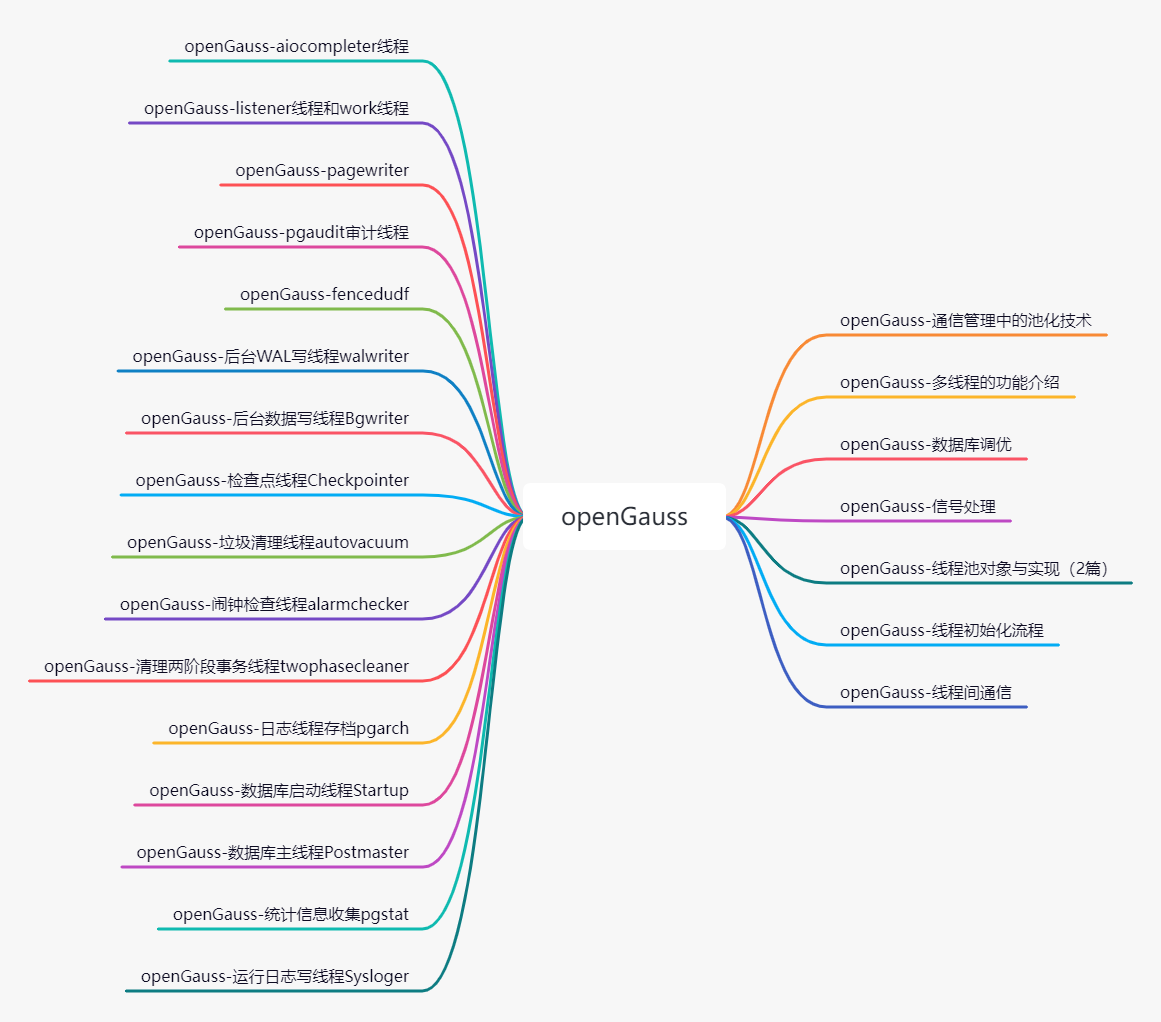 openGauss-aiocompleter线程
openGauss-listener线程和work线程
openGauss-pagewriter
openGauss-pgaudit审计线程
openGauss-fencedudf
openGauss-后台WAL写线程walwriter
openGauss-后台数据写线程Bgwriter
openGauss-检查点线程Checkpointer
openGauss-垃圾清理线程autovacuum
openGauss-闹钟检查线程alarmchecker
openGauss-清理两阶段事务线程twophasecleaner
openGauss-日志线程存档pgarch
openGauss-数据库启动线程Startup
openGauss-数据库主线程Postmaster
openGauss-统计信息收集pgstat
openGauss-运行日志写线程Sysloger
openGauss
openGauss-通信管理中的池化技术
openGauss-多线程的功能介绍
openGauss-数据库调优
openGauss-信号处理
openGauss-线程池对象与实现（2篇）
openGauss-线程初始化流程
openGauss-线程间通信